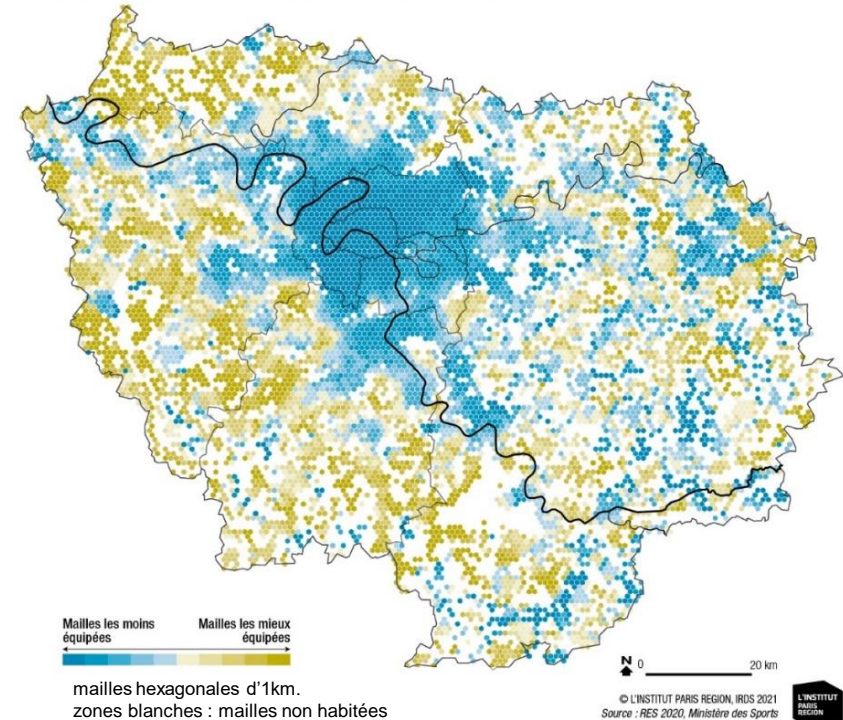 Mailles les moins
équipées
Mailles les mieux
équipées
mailles hexagonales d'1km.
zones blanches : mailles non habitées
N 0 20 km
© L'INSTITUT PARIS REGION, IRDS 2021
Source : RES 2020, Ministère des Sports
L'INSTITUT
PARIS
REGION